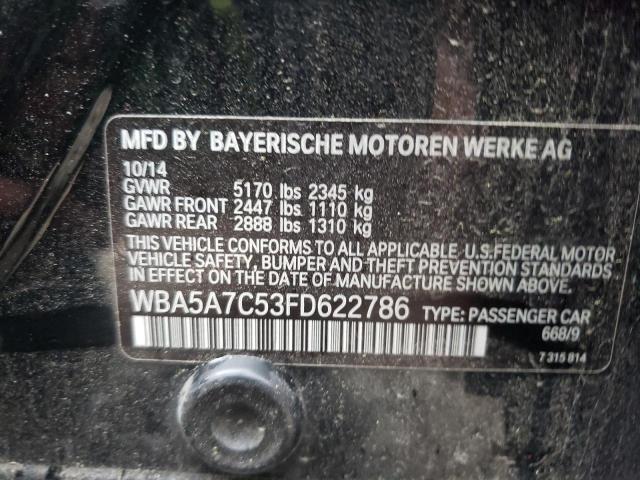 MFD BY BAYERISCHE MOTOREN WERKE AG
10/14
GVWR 5170 lbs 2345 kg
GAWR FRONT 2447 lbs 1110 kg
GAWR REAR 2888 lbs 1310 kg
THIS VEHICLE CONFORMS TO ALL APPLICABLE, U.S.FEDERAL MOTOR
VEHICLE SAFETY, BUMPER AND THEFT PREVENTION STANDARDS
IN EFFECT ON THE DATE OF MANUFACTURE SHOWN ABOVE.
WBA5A7C53FD622786 TYPE: PASSENGER CAR
668/9
7 315 814